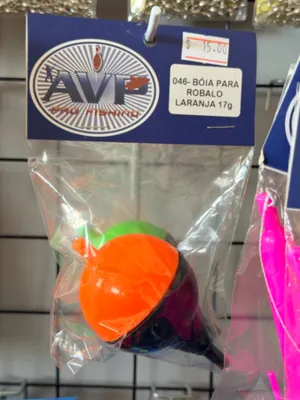 $ 15.00
AVP
046- BÓIA PARA
ROBALO
LARANJA 17g